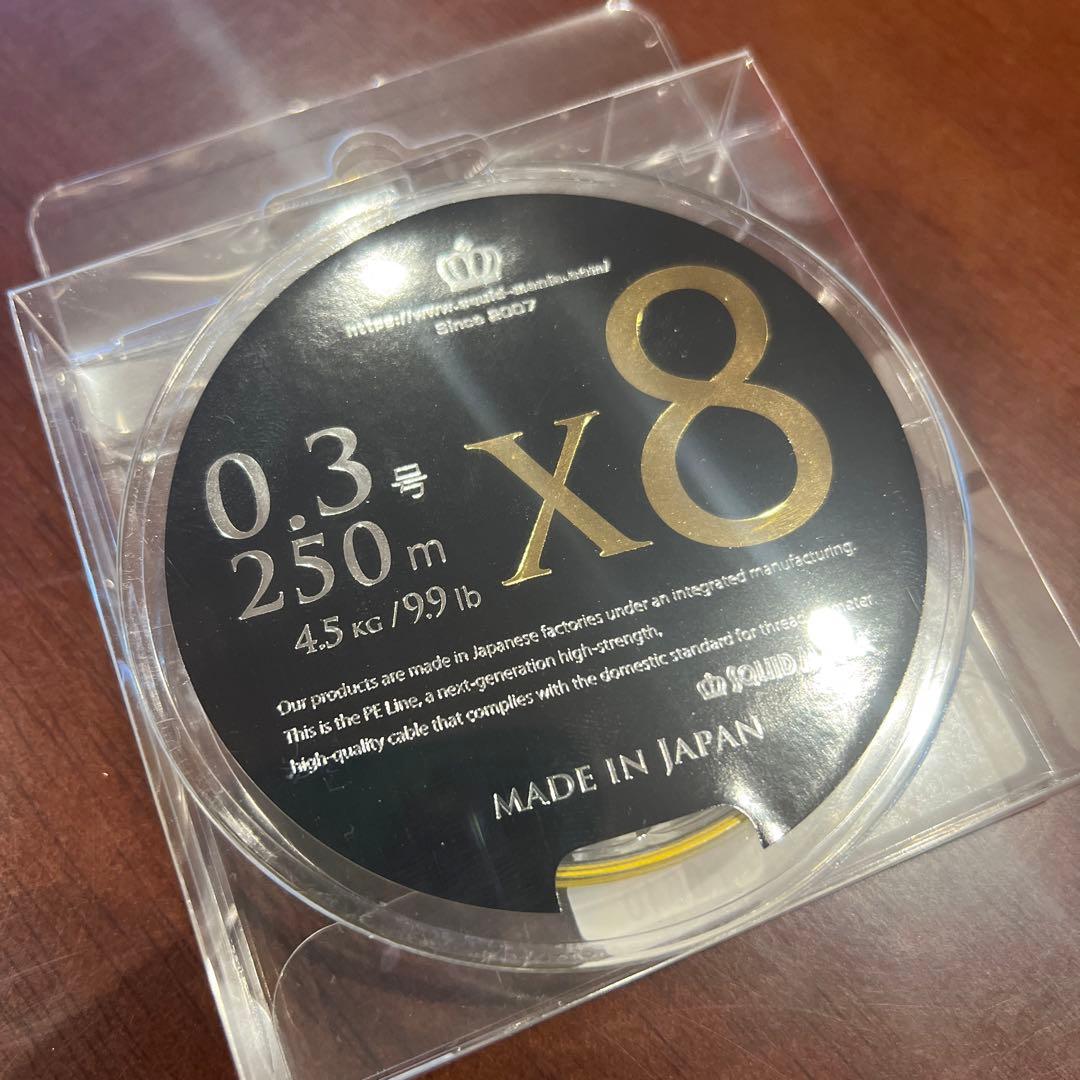 https://www.squid-mania.com/
Since 2007
x8
0.3号
250m
4.5KG/9.9lb
Our products are made in Japanese factories under an integrated manufacturing.
This is the PE Line, a next-generation high-strength,
high-quality cable that complies with the domestic standard for thread
SQUID
MADE IN JAPAN